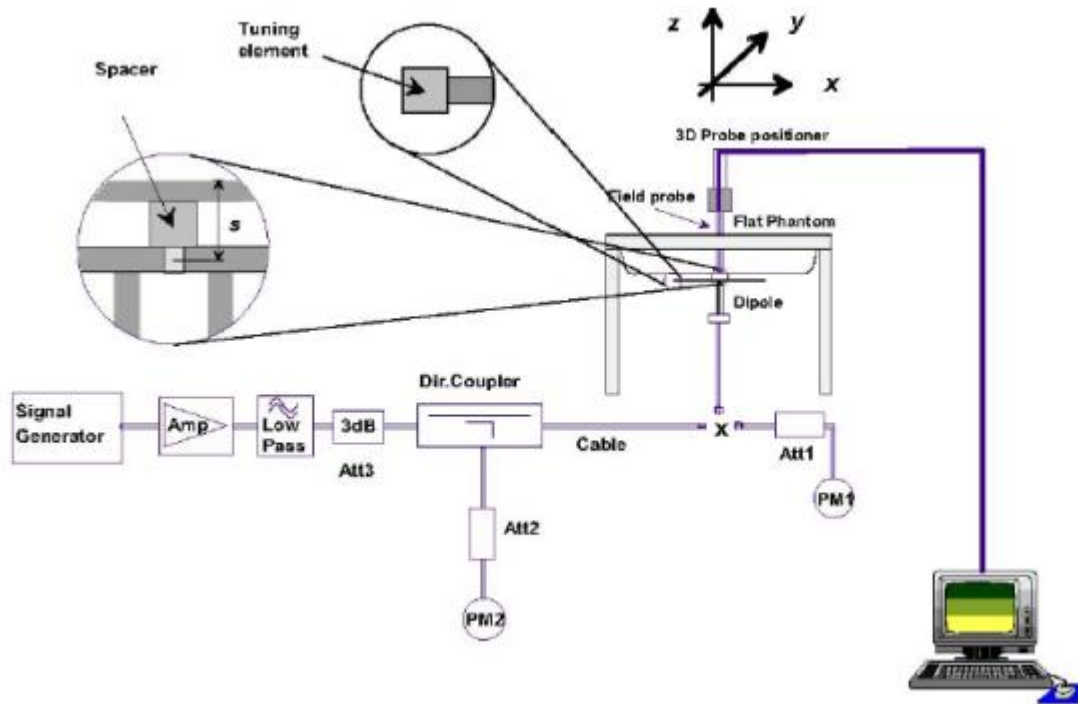 Tuning
element
Spacer
s
z
y
x
3D Probe positioner
Field probe
Flat Phantom
Dipole
Dir.Coupler
Signal
Generator
Amp
Low
Pass
3dB
Att3
Cable
x
Att1
PM1
Att2
PM2